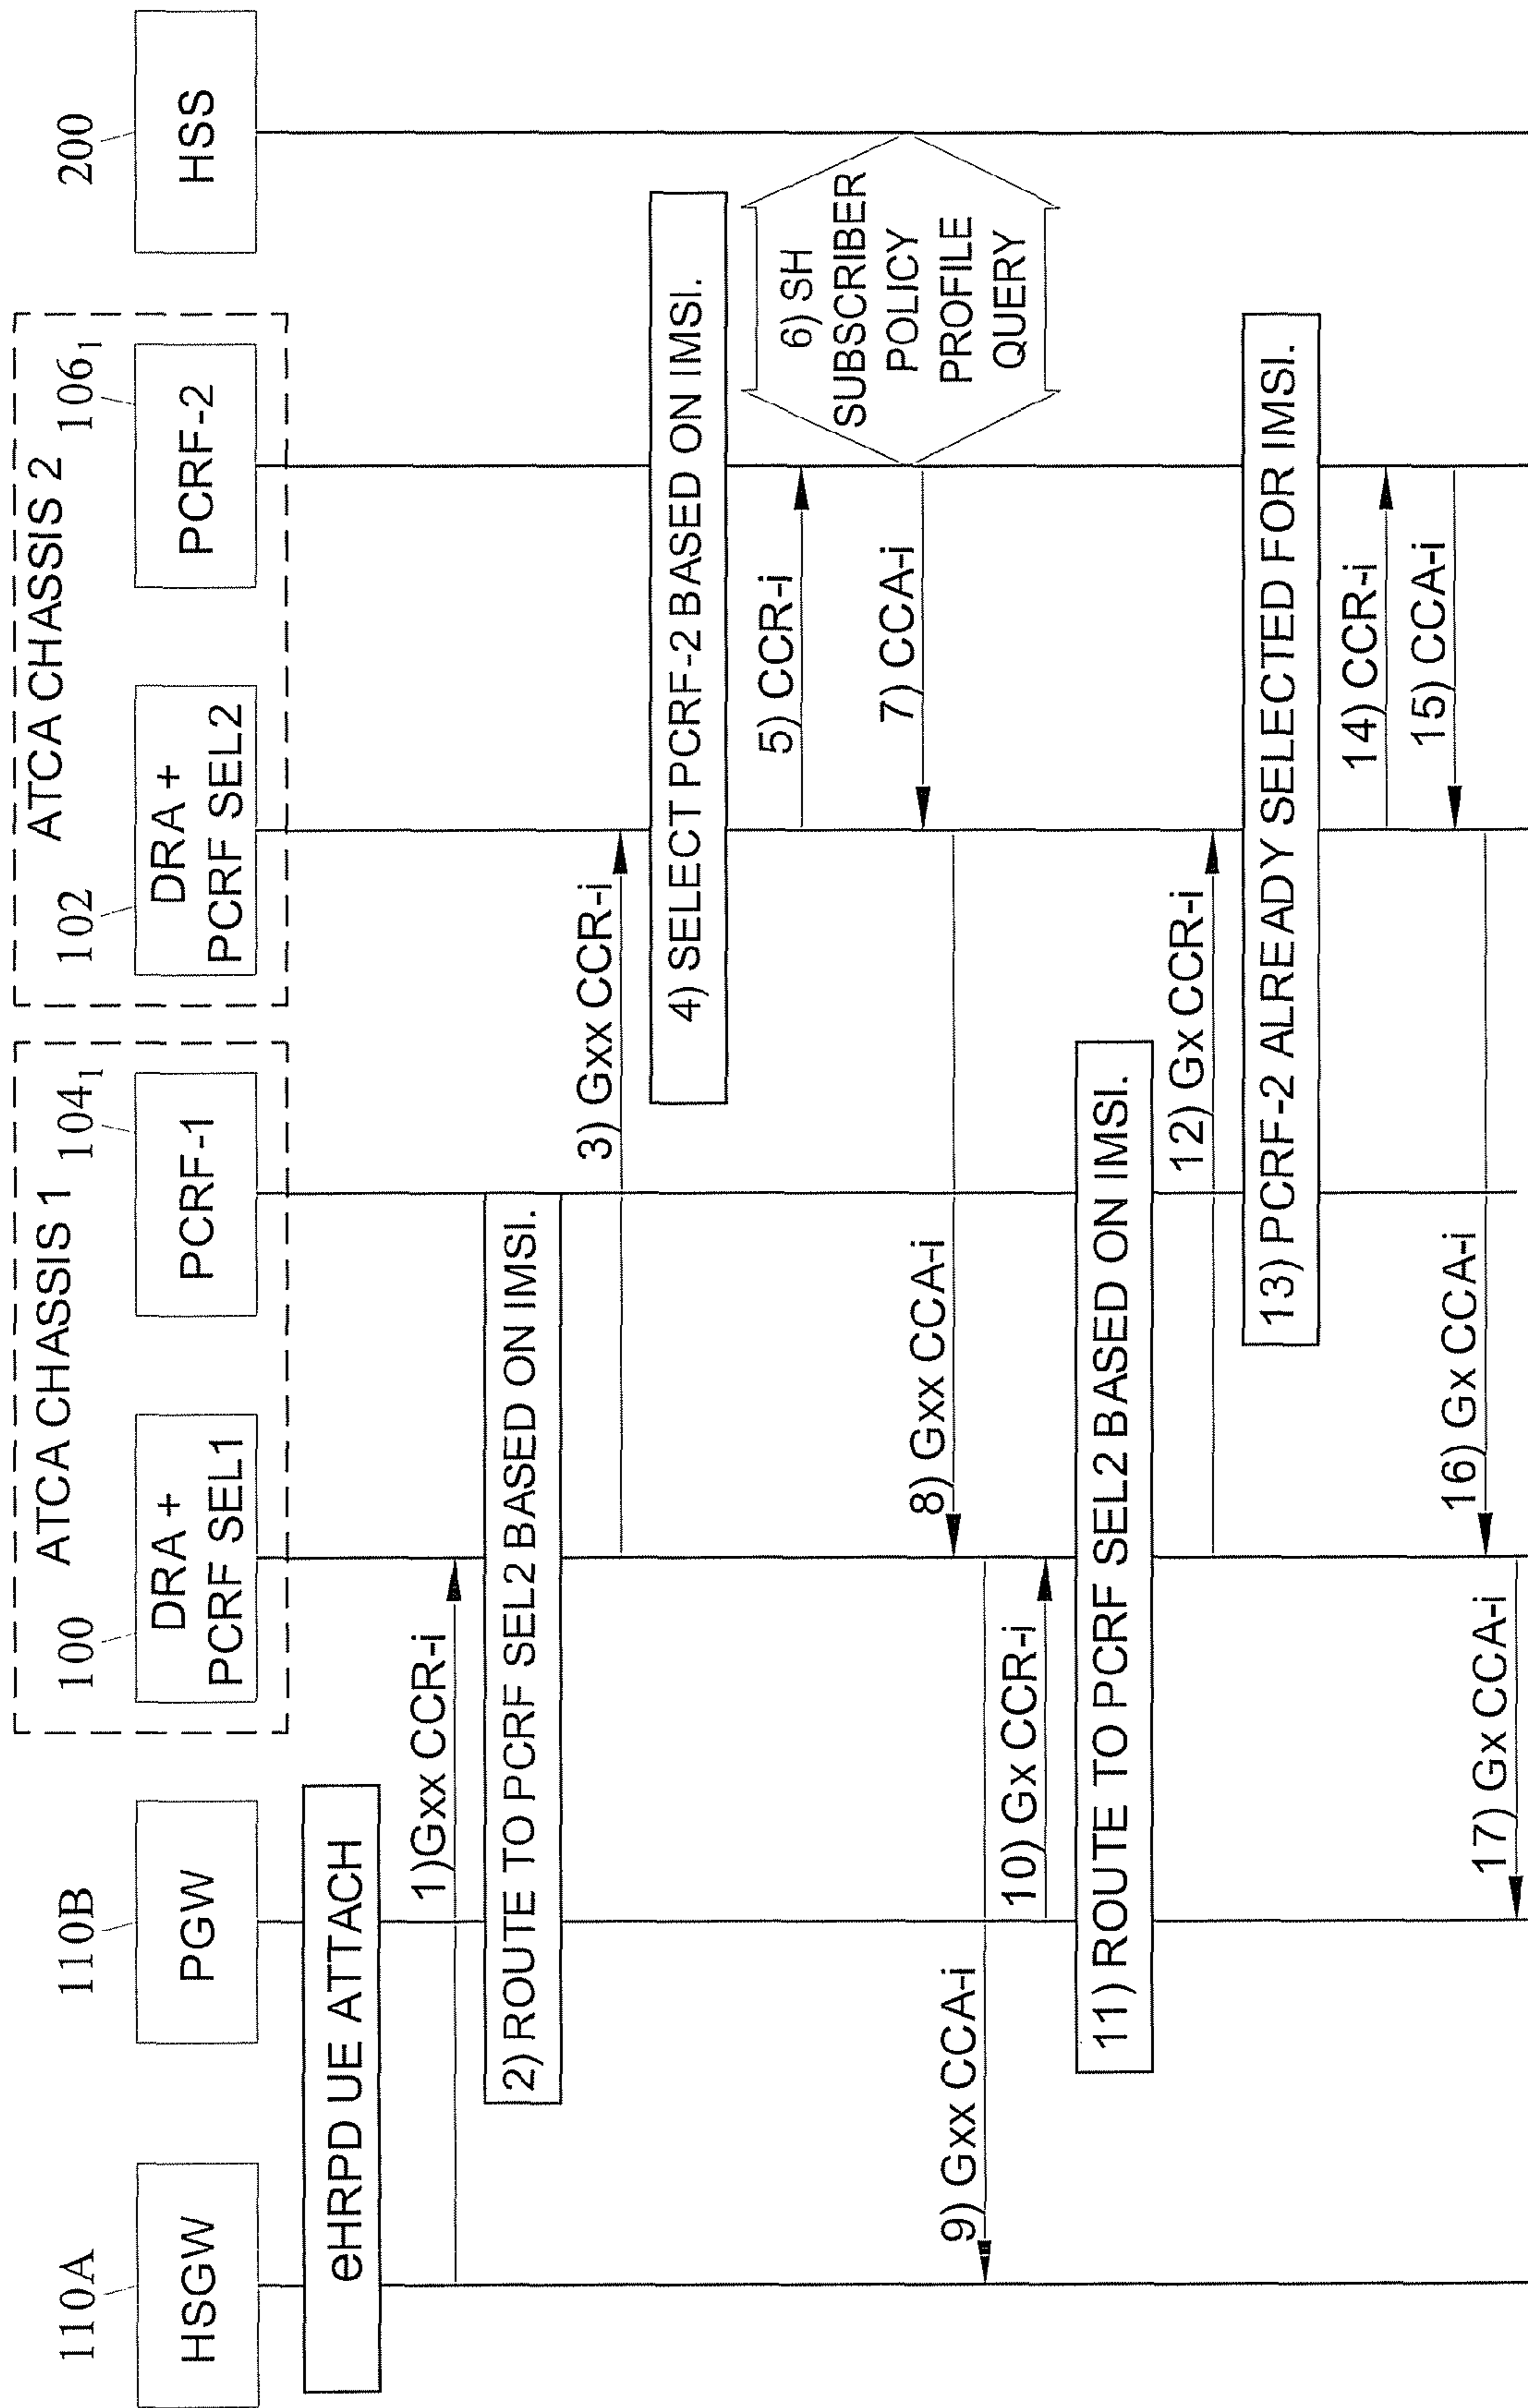 110A
HSGW
110B
PGW
100
ATCA CHASSIS 1
DRA +
PCRF SEL1
104₁
PCRF-1
102
ATCA CHASSIS 2
DRA +
PCRF SEL2
106₁
PCRF-2
200
HSS
eHRPD UE ATTACH
1)Gxx CCR-i
2) ROUTE TO PCRF SEL2 BASED ON IMSI.
3) Gxx CCR-i
4) SELECT PCRF-2 BASED ON IMSI.
5) CCR-i
6) SH
SUBSCRIBER
POLICY
PROFILE
QUERY
7) CCA-i
8) Gxx CCA-i
9) Gxx CCA-i
10) Gx CCR-i
11) ROUTE TO PCRF SEL2 BASED ON IMSI.
12) Gx CCR-i
13) PCRF-2 ALREADY SELECTED FOR IMSI.
14) CCR-i
15) CCA-i
16) Gx CCA-i
17) Gx CCA-i